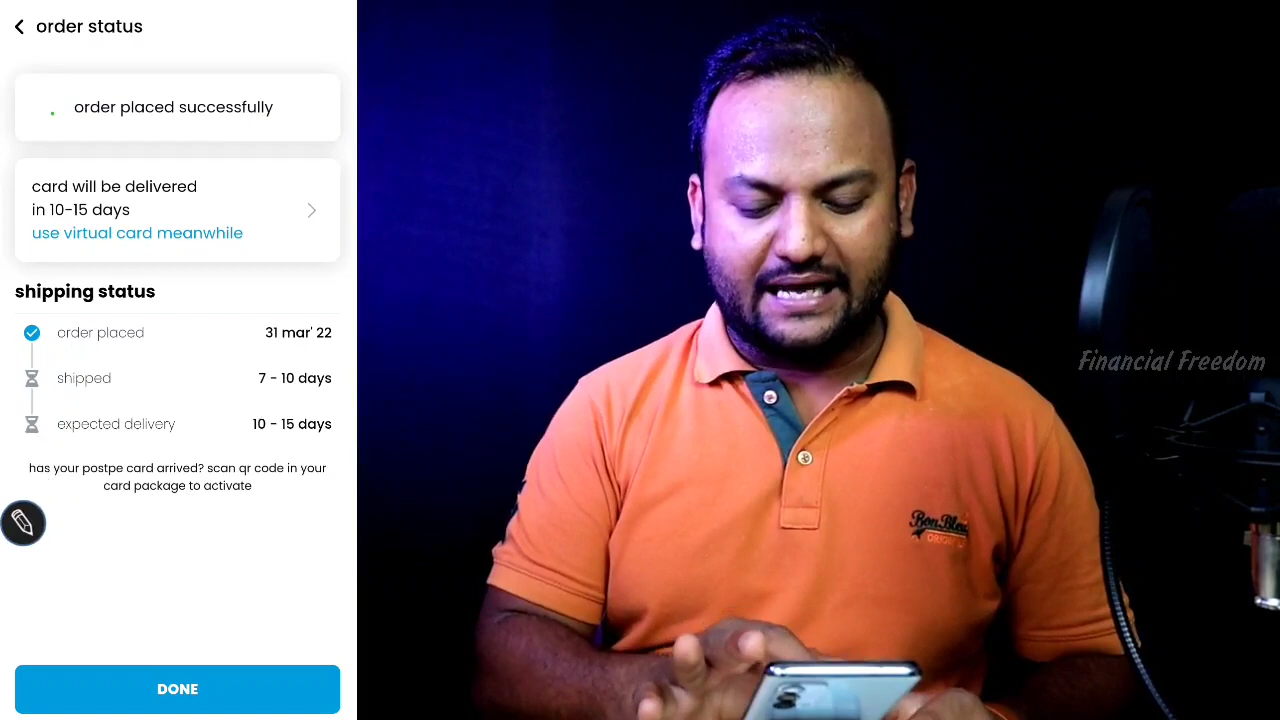 order status
order placed successfully
card will be delivered
in 10-15 days
use virtual card meanwhile
shipping status
order placed 31 mar' 22
shipped 7 - 10 days
expected delivery 10 - 15 days
has your postpe card arrived? scan qr code in your
card package to activate
DONE
Financial Freedom